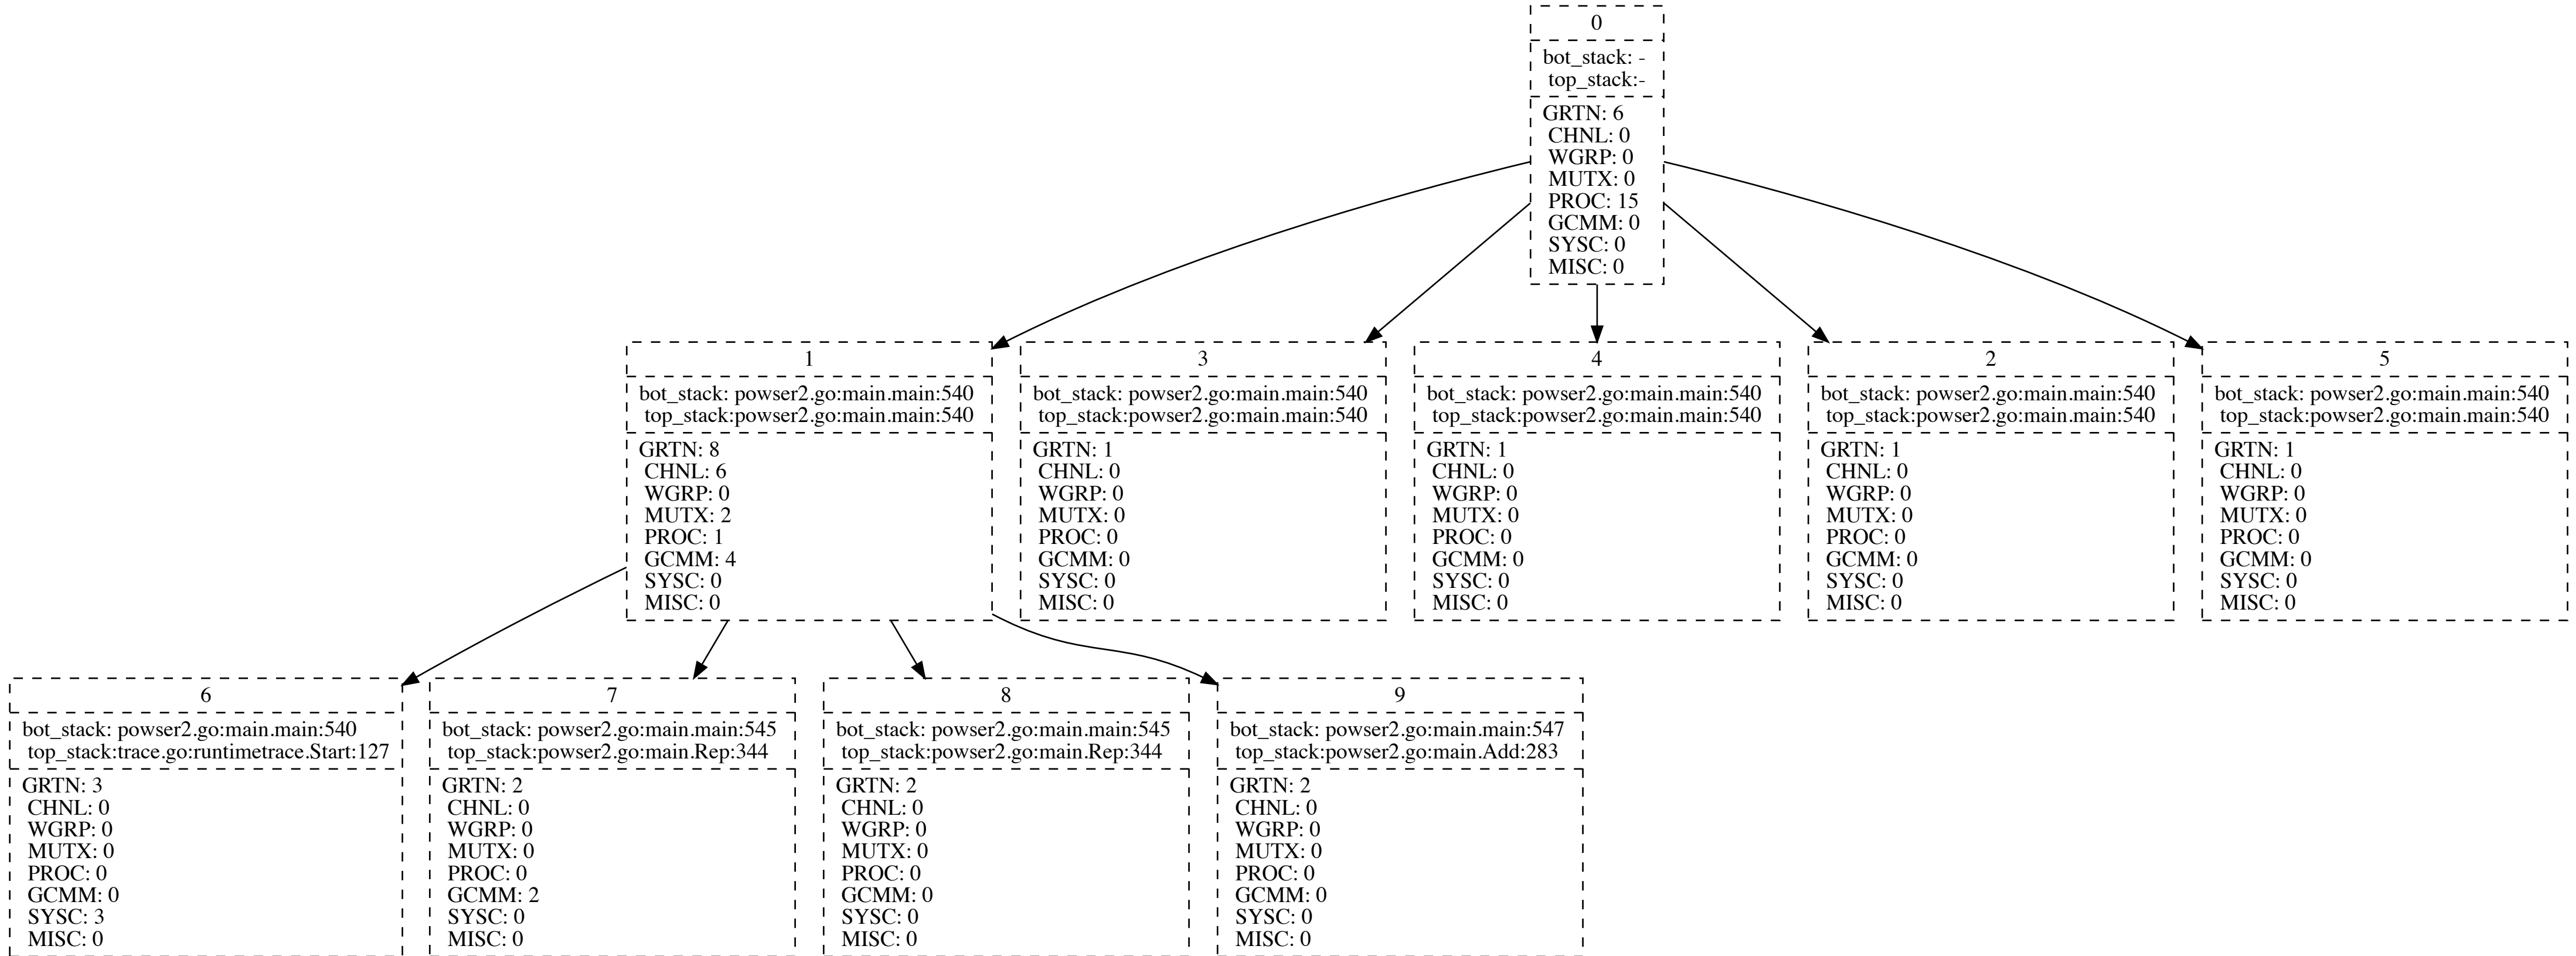 0
bot_stack: -
top_stack:-
GRTN: 6
CHNL: 0
WGRP: 0
MUTX: 0
PROC: 15
GCMM: 0
SYSC: 0
MISC: 0
1
bot_stack: powser2.go:main.main:540
top_stack:powser2.go:main.main:540
GRTN: 8
CHNL: 6
WGRP: 0
MUTX: 2
PROC: 1
GCMM: 4
SYSC: 0
MISC: 0
3
bot_stack: powser2.go:main.main:540
top_stack:powser2.go:main.main:540
GRTN: 1
CHNL: 0
WGRP: 0
MUTX: 0
PROC: 0
GCMM: 0
SYSC: 0
MISC: 0
4
bot_stack: powser2.go:main.main:540
top_stack:powser2.go:main.main:540
GRTN: 1
CHNL: 0
WGRP: 0
MUTX: 0
PROC: 0
GCMM: 0
SYSC: 0
MISC: 0
2
bot_stack: powser2.go:main.main:540
top_stack:powser2.go:main.main:540
GRTN: 1
CHNL: 0
WGRP: 0
MUTX: 0
PROC: 0
GCMM: 0
SYSC: 0
MISC: 0
5
bot_stack: powser2.go:main.main:540
top_stack:powser2.go:main.main:540
GRTN: 1
CHNL: 0
WGRP: 0
MUTX: 0
PROC: 0
GCMM: 0
SYSC: 0
MISC: 0
6
bot_stack: powser2.go:main.main:540
top_stack:trace.go:runtimetrace.Start:127
GRTN: 3
CHNL: 0
WGRP: 0
MUTX: 0
PROC: 0
GCMM: 0
SYSC: 3
MISC: 0
7
bot_stack: powser2.go:main.main:545
top_stack:powser2.go:main.Rep:344
GRTN: 2
CHNL: 0
WGRP: 0
MUTX: 0
PROC: 0
GCMM: 2
SYSC: 0
MISC: 0
8
bot_stack: powser2.go:main.main:545
top_stack:powser2.go:main.Rep:344
GRTN: 2
CHNL: 0
WGRP: 0
MUTX: 0
PROC: 0
GCMM: 0
SYSC: 0
MISC: 0
9
bot_stack: powser2.go:main.main:547
top_stack:powser2.go:main.Add:283
GRTN: 2
CHNL: 0
WGRP: 0
MUTX: 0
PROC: 0
GCMM: 0
SYSC: 0
MISC: 0